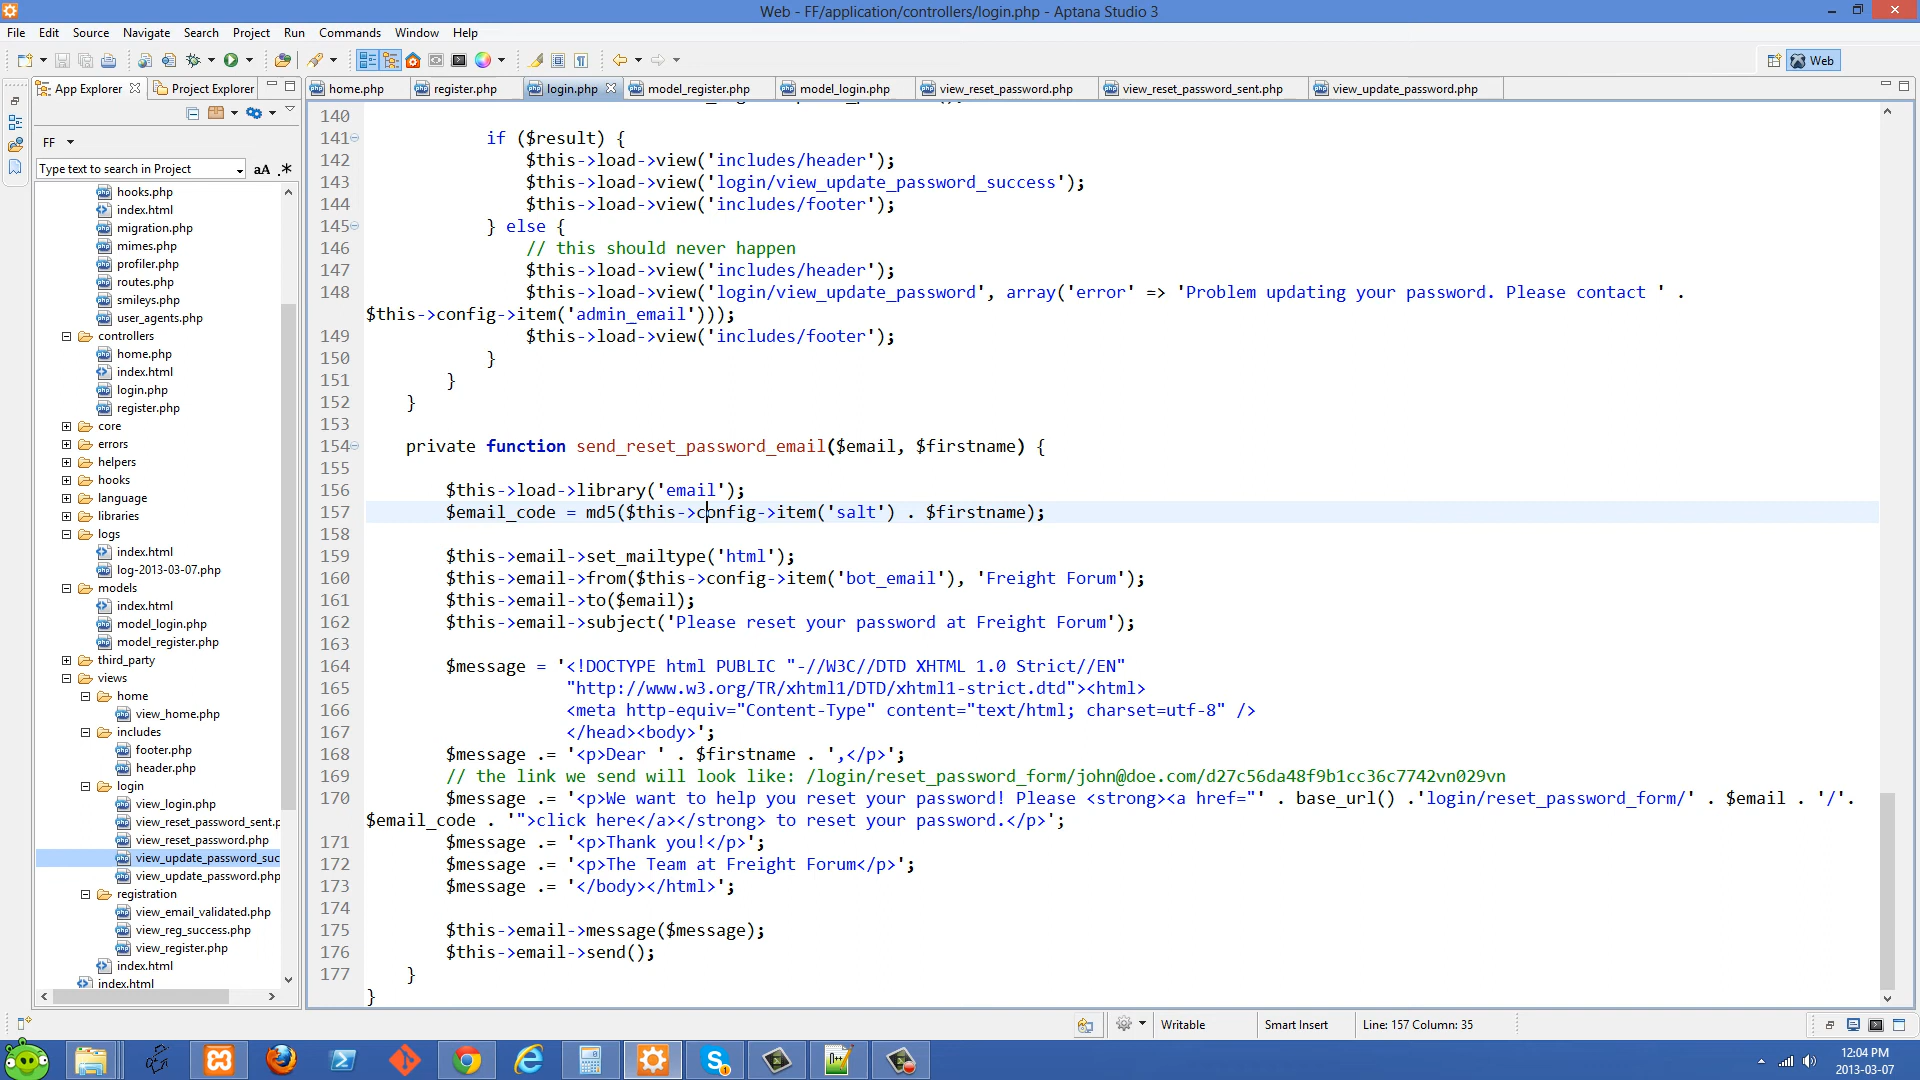 Web - FF/application/controllers/login.php - Aptana Studio 3
File Edit Source Navigate Search Project Run Commands Window Help
Web
App Explorer
Project Explorer
home.php
register.php
login.php
model_register.php
model_login.php
view_reset_password.php
view_reset_password_sent.php
view_update_password.php
FF
Type text to search in Project
aA .*
hooks.php
index.html
migration.php
mimes.php
profiler.php
routes.php
smileys.php
user_agents.php
controllers
home.php
index.html
login.php
register.php
core
errors
helpers
hooks
language
libraries
logs
index.html
log-2013-03-07.php
models
index.html
model_login.php
model_register.php
third_party
views
home
view_home.php
includes
footer.php
header.php
login
view_login.php
view_reset_password_sent.p
view_reset_password.php
view_update_password_suc
view_update_password.php
registration
view_email_validated.php
view_reg_success.php
view_register.php
index.html
index.html
140
141 if ($result) {
142 $this->load->view('includes/header');
143 $this->load->view('login/view_update_password_success');
144 $this->load->view('includes/footer');
145 } else {
146 // this should never happen
147 $this->load->view('includes/header');
148 $this->load->view('login/view_update_password', array('error' => 'Problem updating your password. Please contact ' .
$this->config->item('admin_email')));
149 $this->load->view('includes/footer');
150 }
151 }
152 }
153
154 private function send_reset_password_email($email, $firstname) {
155
156 $this->load->library('email');
157 $email_code = md5($this->config->item('salt') . $firstname);
158
159 $this->email->set_mailtype('html');
160 $this->email->from($this->config->item('bot_email'), 'Freight Forum');
161 $this->email->to($email);
162 $this->email->subject('Please reset your password at Freight Forum');
163
164 $message = '<!DOCTYPE html PUBLIC "-//W3C//DTD XHTML 1.0 Strict//EN"
165 "http://www.w3.org/TR/xhtml1/DTD/xhtml1-strict.dtd"><html>
166 <meta http-equiv="Content-Type" content="text/html; charset=utf-8" />
167 </head><body>';
168 $message .= '<p>Dear ' . $firstname . ',</p>';
169 // the link we send will look like: /login/reset_password_form/john@doe.com/d27c56da48f9b1cc36c7742vn029vn
170 $message .= '<p>We want to help you reset your password! Please <strong><a href="' . base_url() .'login/reset_password_form/' . $email . '/'.
$email_code . '">click here</a></strong> to reset your password.</p>';
171 $message .= '<p>Thank you!</p>';
172 $message .= '<p>The Team at Freight Forum</p>';
173 $message .= '</body></html>';
174
175 $this->email->message($message);
176 $this->email->send();
177 }
}
Writable
Smart Insert
Line: 157 Column: 35
12:04 PM
2013-03-07